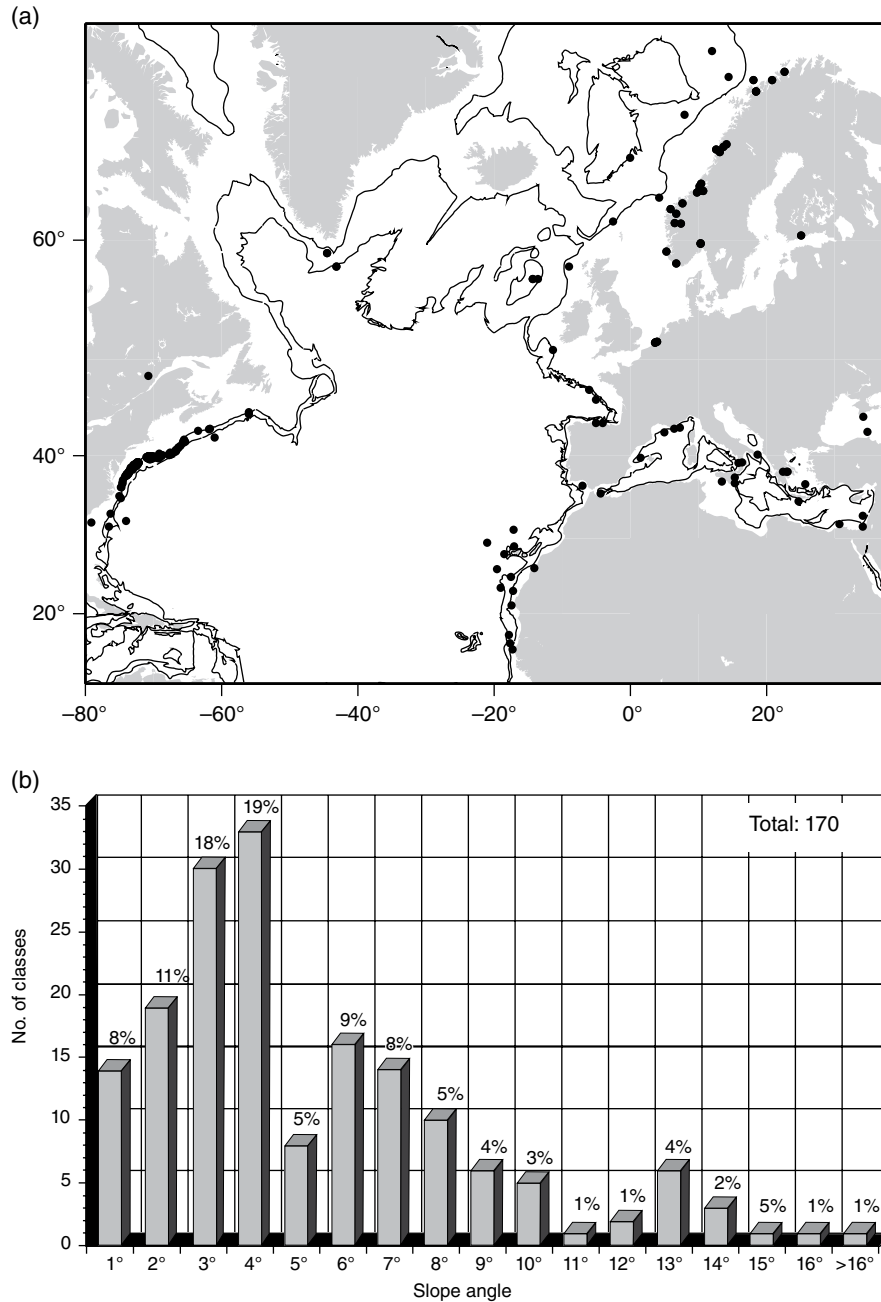 (a)
60°
40°
20°
–80° –60° –40° –20° 0° 20°
(b)
35
30
25
20
15
10
5
0
No. of classes
8% 11% 18% 19% 5% 9% 8% 5% 4% 3% 1% 1% 4% 2% 5% 1% 1%
Total: 170
1° 2° 3° 4° 5° 6° 7° 8° 9° 10° 11° 12° 13° 14° 15° 16° >16°
Slope angle